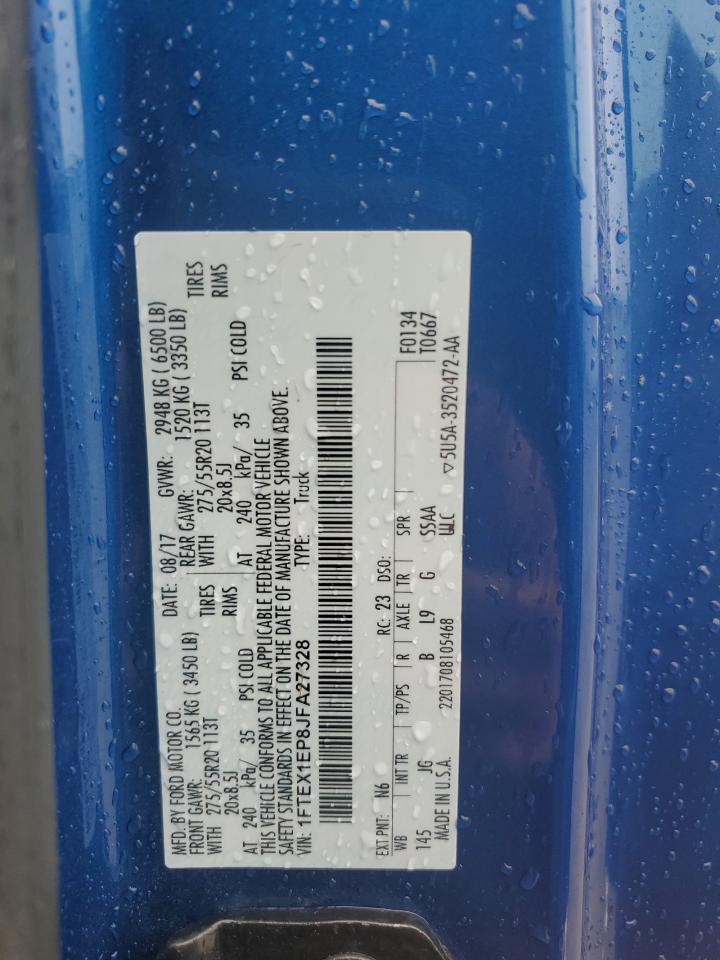 MFD. BY FORD MOTOR CO. DATE: 08/17 GVWR: 2948 KG ( 6500 LB)
FRONT GAWR: 1565 KG ( 3450 LB) REAR GAWR: 1520 KG ( 3350 LB)
WITH 275/55R20 113T TIRES WITH 275/55R20 113T TIRES
20x8.5J RIMS 20x8.5J RIMS
AT 240 kPa/ 35 PSI COLD AT 240 kPa/ 35 PSI COLD
THIS VEHICLE CONFORMS TO ALL APPLICABLE FEDERAL MOTOR VEHICLE
SAFETY STANDARDS IN EFFECT ON THE DATE OF MANUFACTURE SHOWN ABOVE.
VIN: 1FTEX1EP8JFA27328 TYPE: Truck
EXT PNT: N6 RC: 23 DSO: F0134
WB INT TR TP/PS R AXLE TR SPR T0667
145 JG B L9 G SSAA
MADE IN U.S.A. 2201708105468 ▽5U5A-3520472-AA